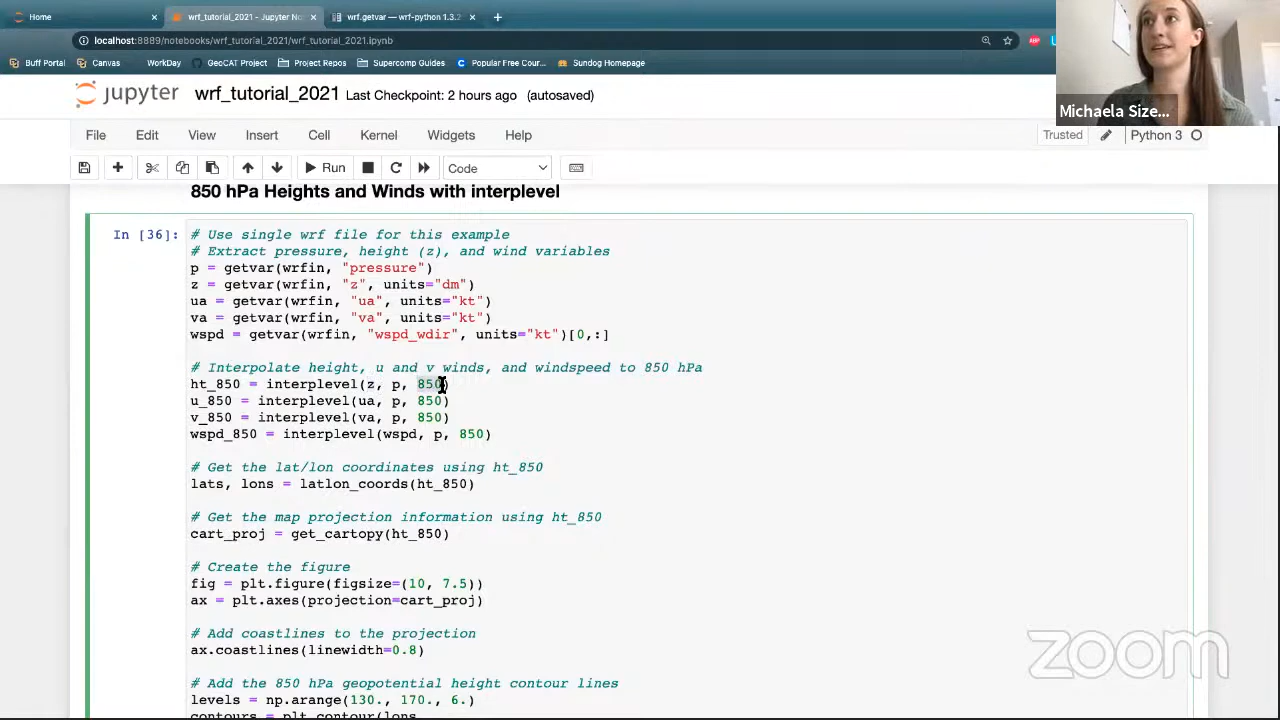 Home
wrf_tutorial_2021 - Jupyter No
wrf.getvar — wrf-python 1.3.2
localhost:8889/notebooks/wrf_tutorial_2021/wrf_tutorial_2021.ipynb
Buff Portal Canvas WorkDay GeoCAT Project Project Repos Supercomp Guides Popular Free Cour... Sundog Homepage
Michaela Size...
jupyter wrf_tutorial_2021 Last Checkpoint: 2 hours ago (autosaved)
File Edit View Insert Cell Kernel Widgets Help Trusted Python 3
Run Code
850 hPa Heights and Winds with interplevel
In [36]:
# Use single wrf file for this example
# Extract pressure, height (z), and wind variables
p = getvar(wrfin, "pressure")
z = getvar(wrfin, "z", units="dm")
ua = getvar(wrfin, "ua", units="kt")
va = getvar(wrfin, "va", units="kt")
wspd = getvar(wrfin, "wspd_wdir", units="kt")[0,:]
# Interpolate height, u and v winds, and windspeed to 850 hPa
ht_850 = interplevel(z, p, 850)
u_850 = interplevel(ua, p, 850)
v_850 = interplevel(va, p, 850)
wspd_850 = interplevel(wspd, p, 850)
# Get the lat/lon coordinates using ht_850
lats, lons = latlon_coords(ht_850)
# Get the map projection information using ht_850
cart_proj = get_cartopy(ht_850)
# Create the figure
fig = plt.figure(figsize=(10, 7.5))
ax = plt.axes(projection=cart_proj)
# Add coastlines to the projection
ax.coastlines(linewidth=0.8)
# Add the 850 hPa geopotential height contour lines
levels = np.arange(130., 170., 6.)
contours = plt.contour(lons,
zoom